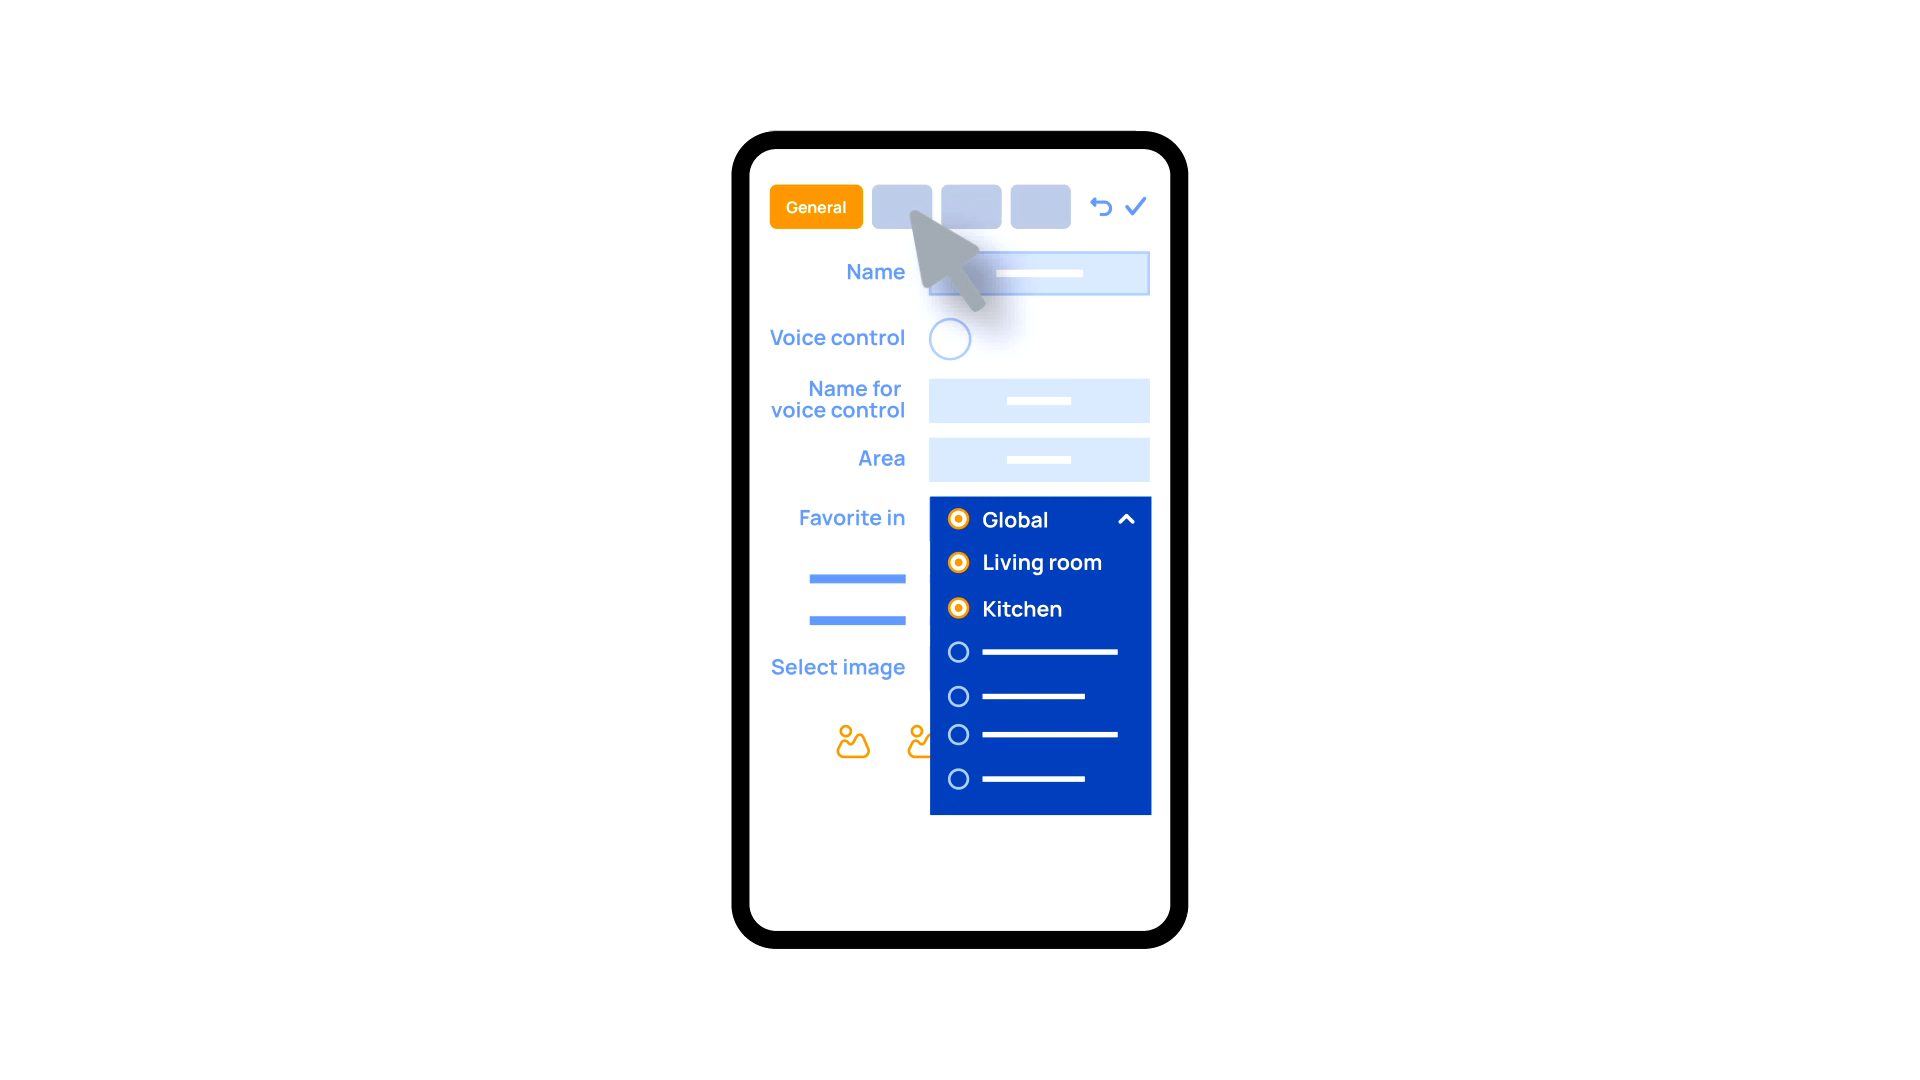 General
Name
Voice control
Name for
voice control
Area
Favorite in
Global
Living room
Kitchen
Select image